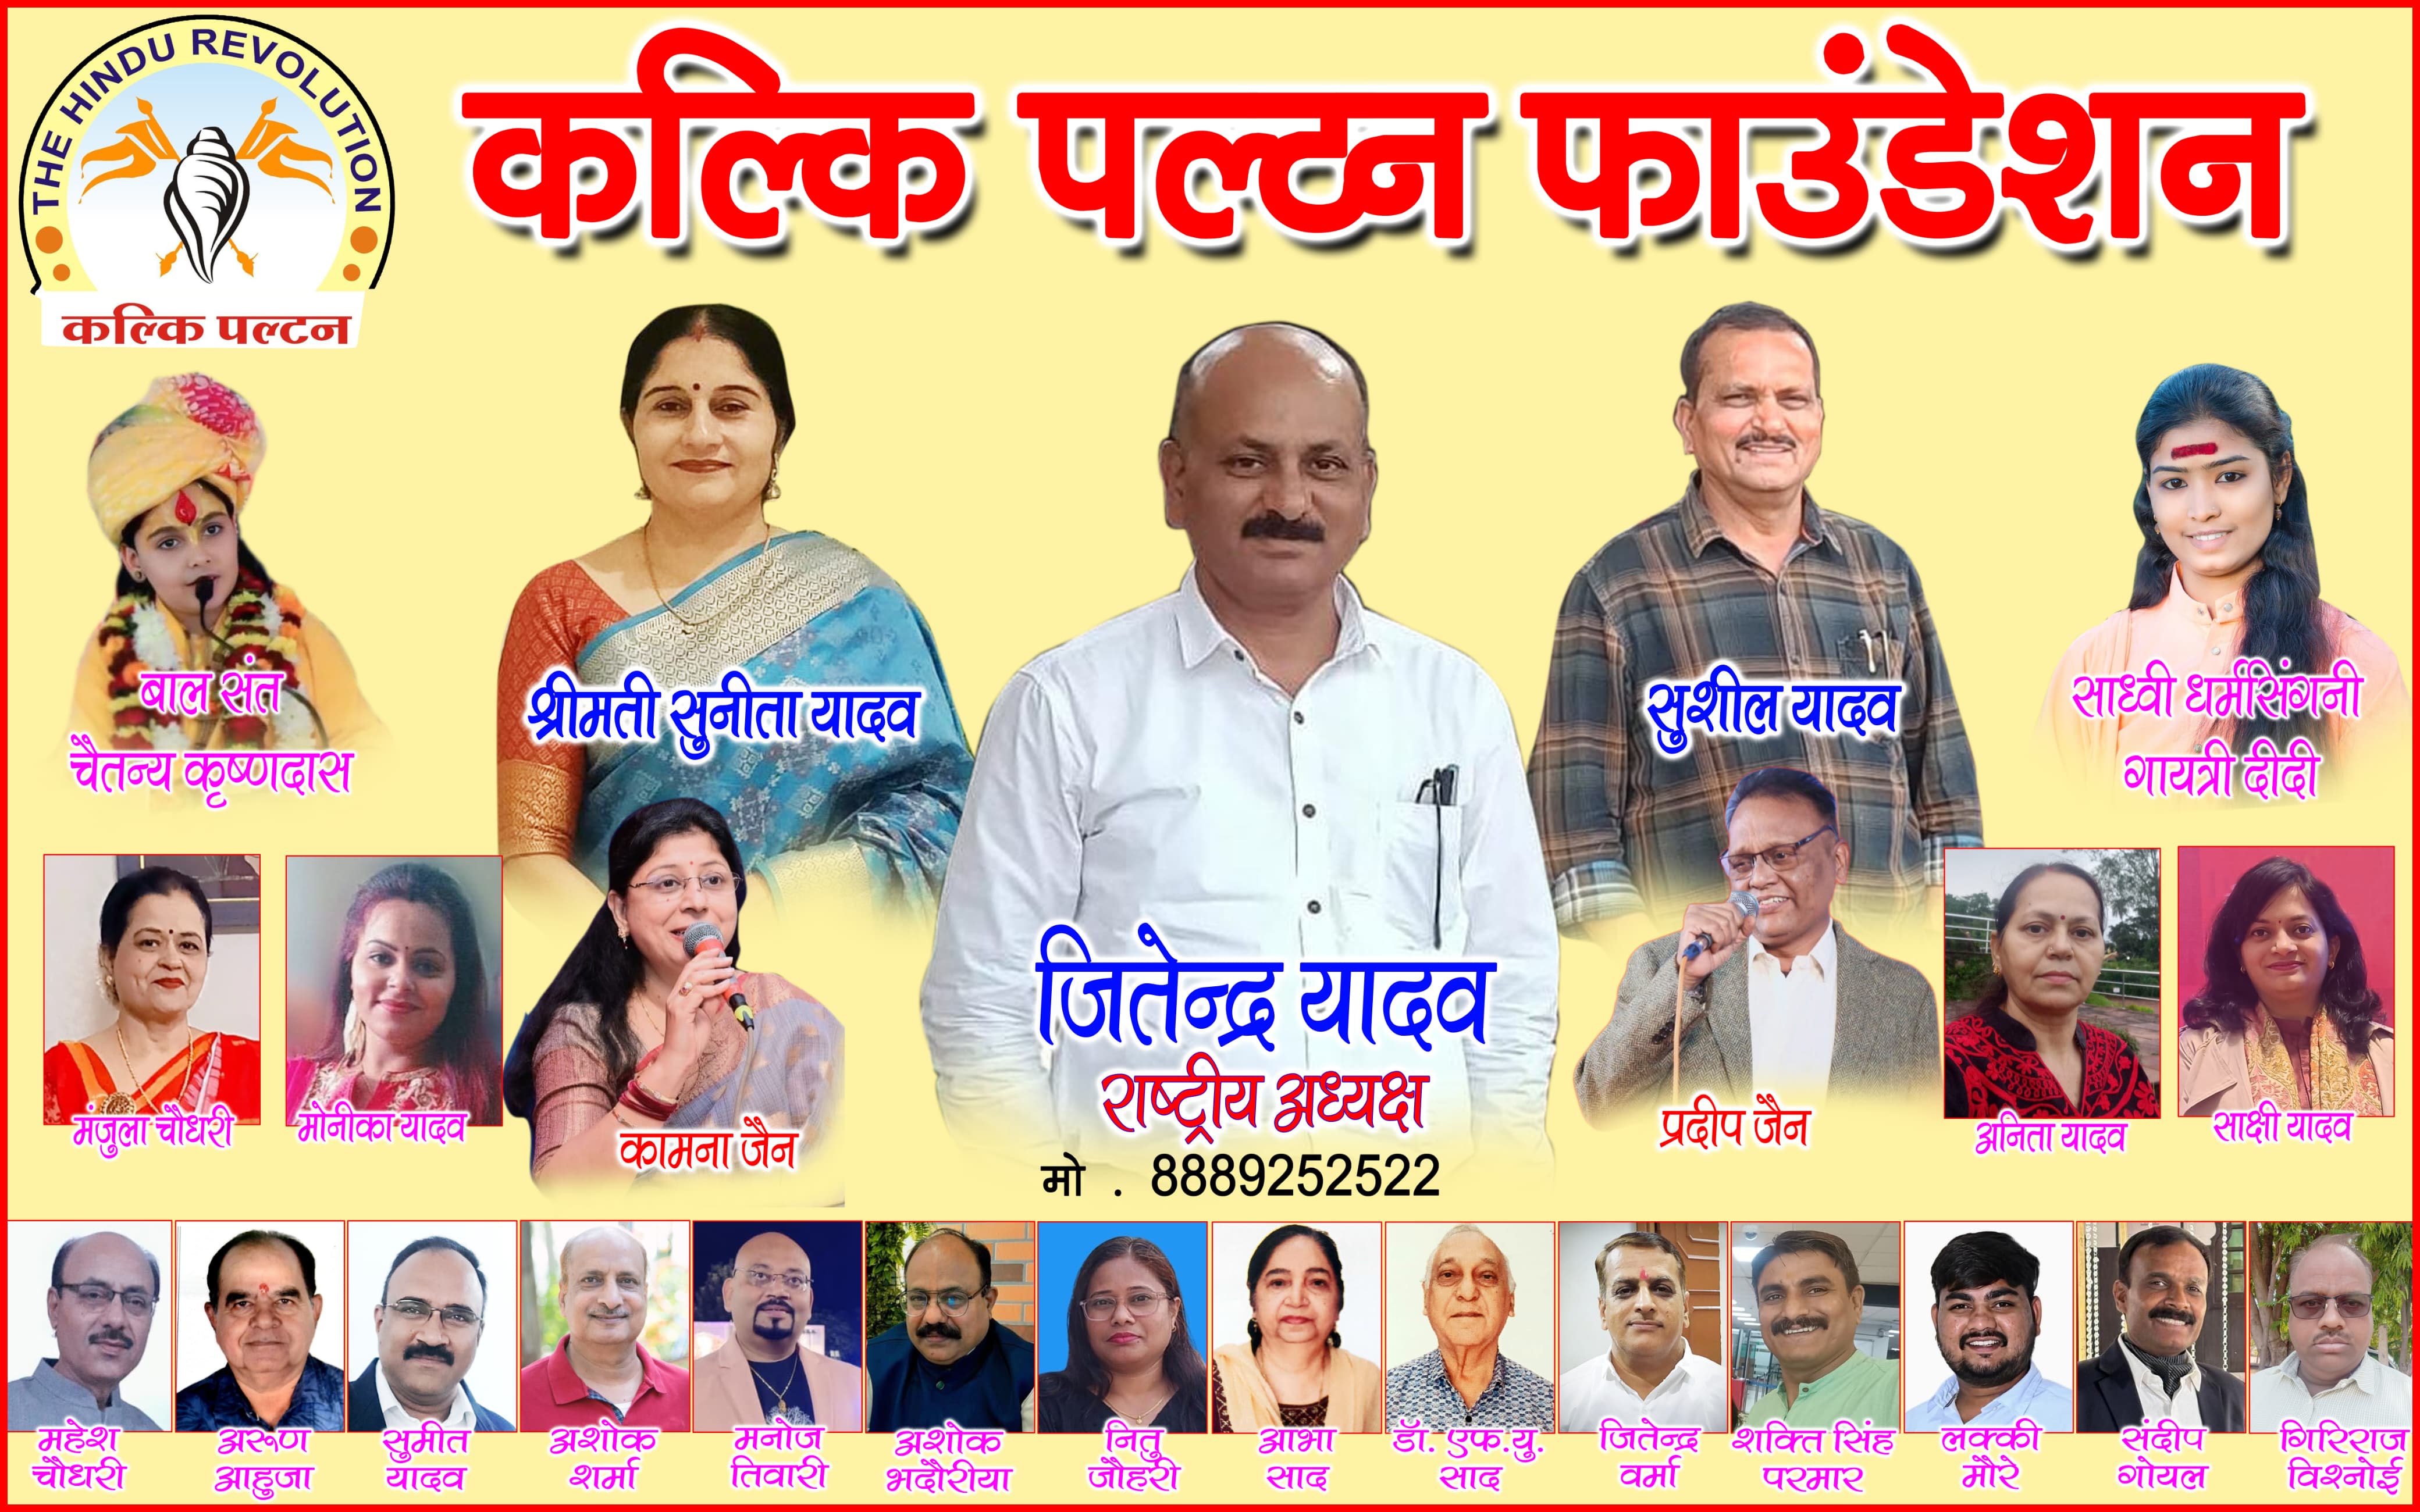 THE HINDU REVOLUTION
कल्कि पल्टन
कल्कि पल्टन फाउंडेशन
बाल संत
चैतन्य कृष्णदास
श्रीमती सुनीता यादव
सुशील यादव
साध्वी धर्मसिंगनी
गायत्री दीदी
मंजुला चौधरी
मोनीका यादव
कामना जैन
जितेन्द्र यादव
राष्ट्रीय अध्यक्ष
मो . 8889252522
प्रदीप जैन
अनिता यादव
साक्षी यादव
महेश
चौधरी
अरूण
आहुजा
सुमीत
यादव
अशोक
शर्मा
मनोज
तिवारी
अशोक
भदौरीया
नितु
जौहरी
आभा
साद
डॉ. एफ.यु.
साद
जितेन्द्र
वर्मा
शक्ति सिंह
परमार
लक्की
मौरे
संदीप
गोयल
गिरिराज
विश्नोई